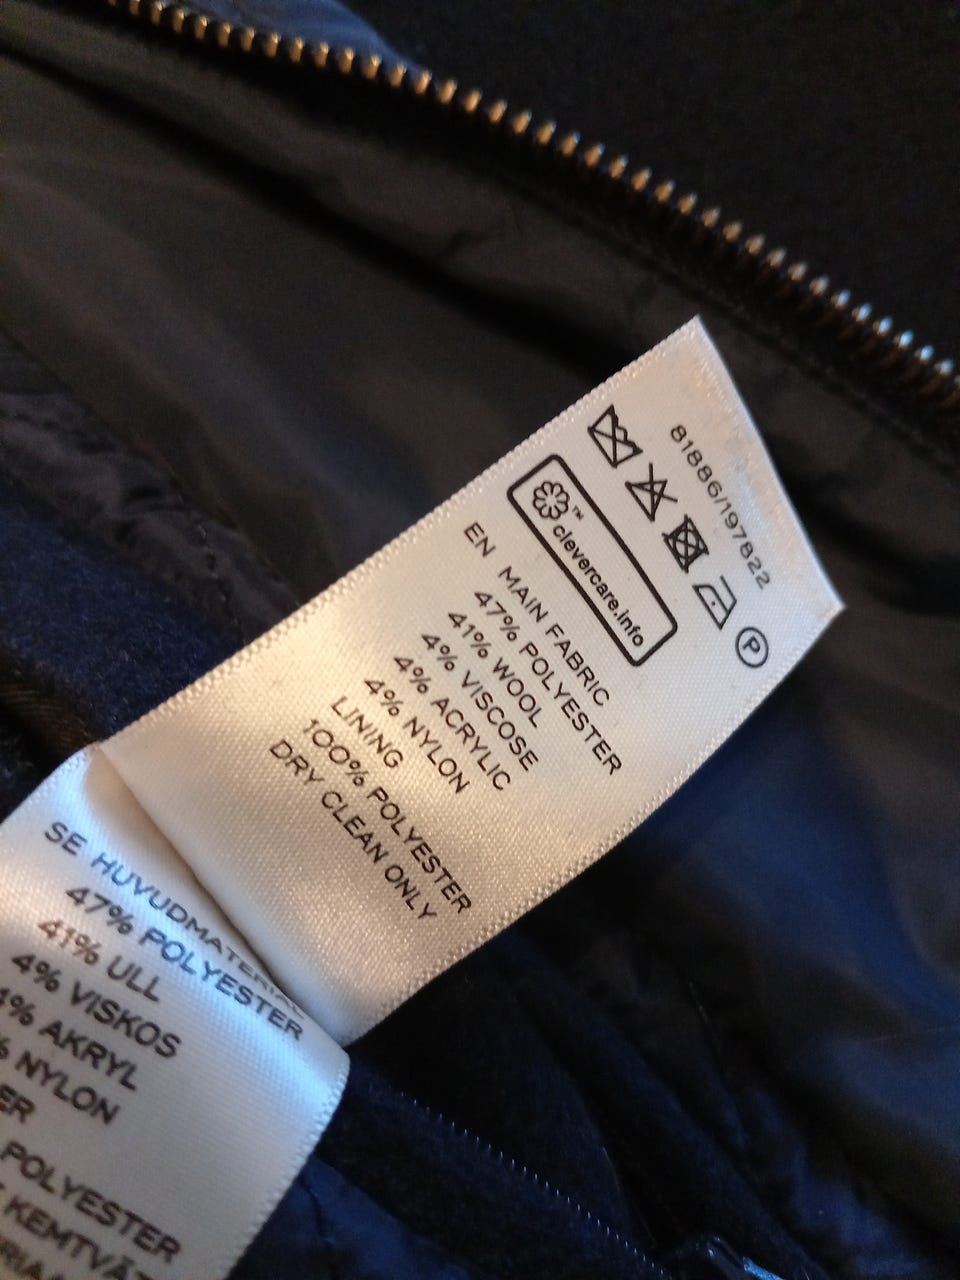 81886/197822
P
clevercare.info
EN MAIN FABRIC
47% POLYESTER
41% WOOL
4% VISCOSE
4% ACRYLIC
4% NYLON
LINING
100% POLYESTER
DRY CLEAN ONLY
SE HUVUDMATERIAL
47% POLYESTER
41% ULL
4% VISKOS
4% AKRYL
% NYLON
POLYESTER